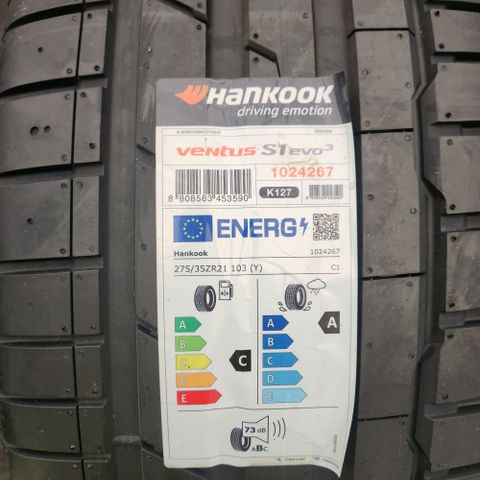 HANKOOK
driving emotion
ventus S1 evo³
1024267
K127
8 808563 453590
ENERG
Hankook 1024267
275/35ZR21 103 (Y) C1
A A A
B B
C C C
D D
E E
73 dB
ABC